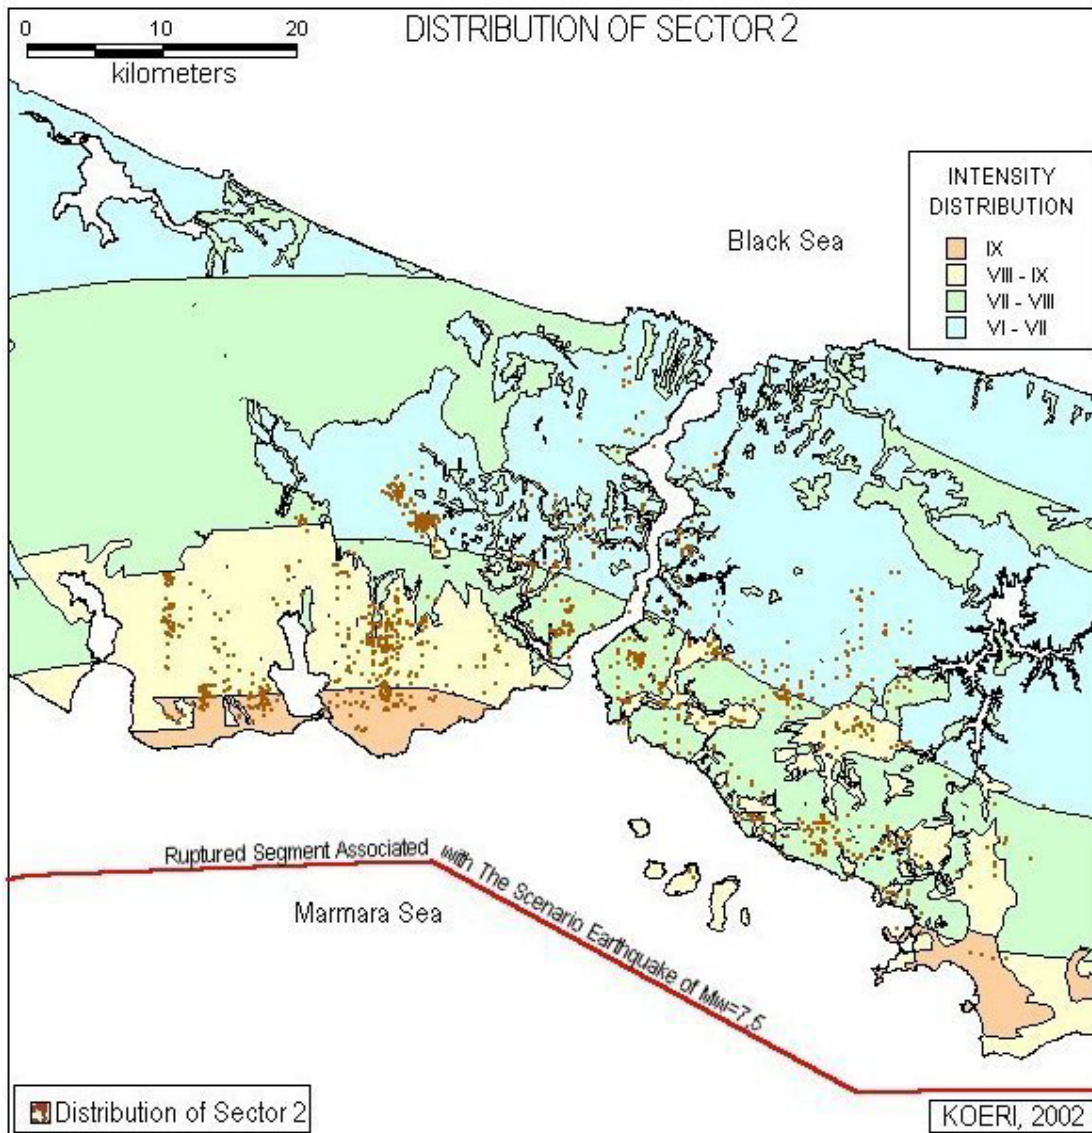 0 10 20
kilometers
DISTRIBUTION OF SECTOR 2
INTENSITY
DISTRIBUTION
IX
VIII - IX
VII - VIII
VI - VII
Black Sea
Ruptured Segment Associated with The Scenario Earthquake of Mw=7,5
Marmara Sea
Distribution of Sector 2
KOERI, 2002